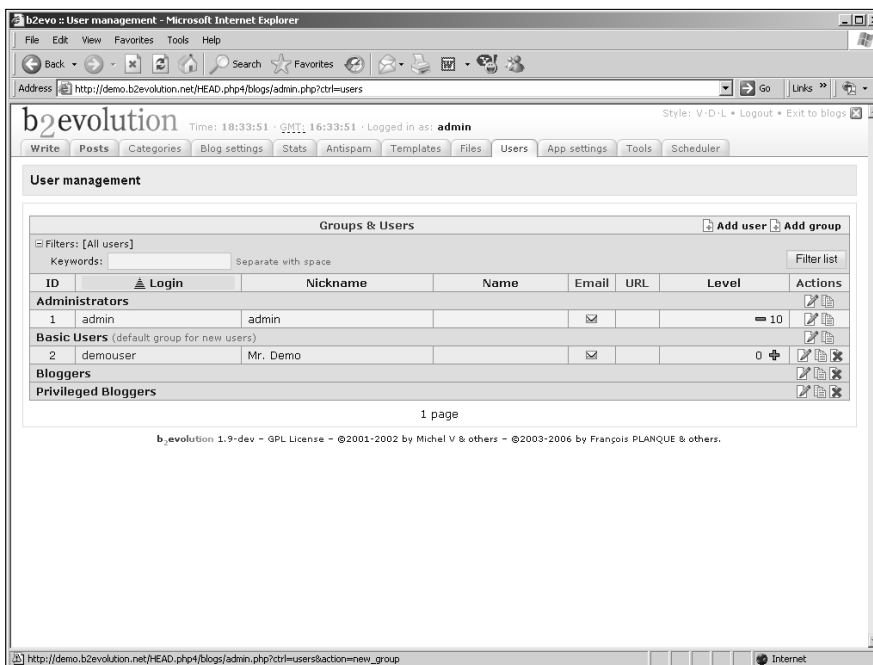 b2evo :: User management - Microsoft Internet Explorer
File Edit View Favorites Tools Help
Back Search Favorites
Address http://demo.b2evolution.net/HEAD.php4/blogs/admin.php?ctrl=users Go Links »
b2evolution Time: 18:33:51 · GMT: 16:33:51 · Logged in as: admin
Style: V·D·L • Logout • Exit to blogs
Write Posts Categories Blog settings Stats Antispam Templates Files Users App settings Tools Scheduler
User management
Groups & Users Add user Add group
Filters: [All users]
Keywords: Separate with space Filter list
ID Login Nickname Name Email URL Level Actions
Administrators
1 admin admin 10
Basic Users (default group for new users)
2 demouser Mr. Demo 0
Bloggers
Privileged Bloggers
1 page
b2evolution 1.9-dev – GPL License – ©2001-2002 by Michel V & others – ©2003-2006 by François PLANQUE & others.
http://demo.b2evolution.net/HEAD.php4/blogs/admin.php?ctrl=users&action=new_group Internet